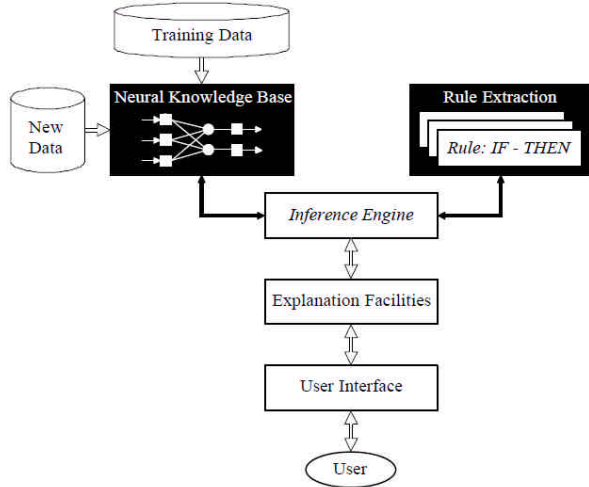 Training Data
Neural Knowledge Base
Rule Extraction
New
Data
Rule: IF - THEN
Inference Engine
Explanation Facilities
User Interface
User